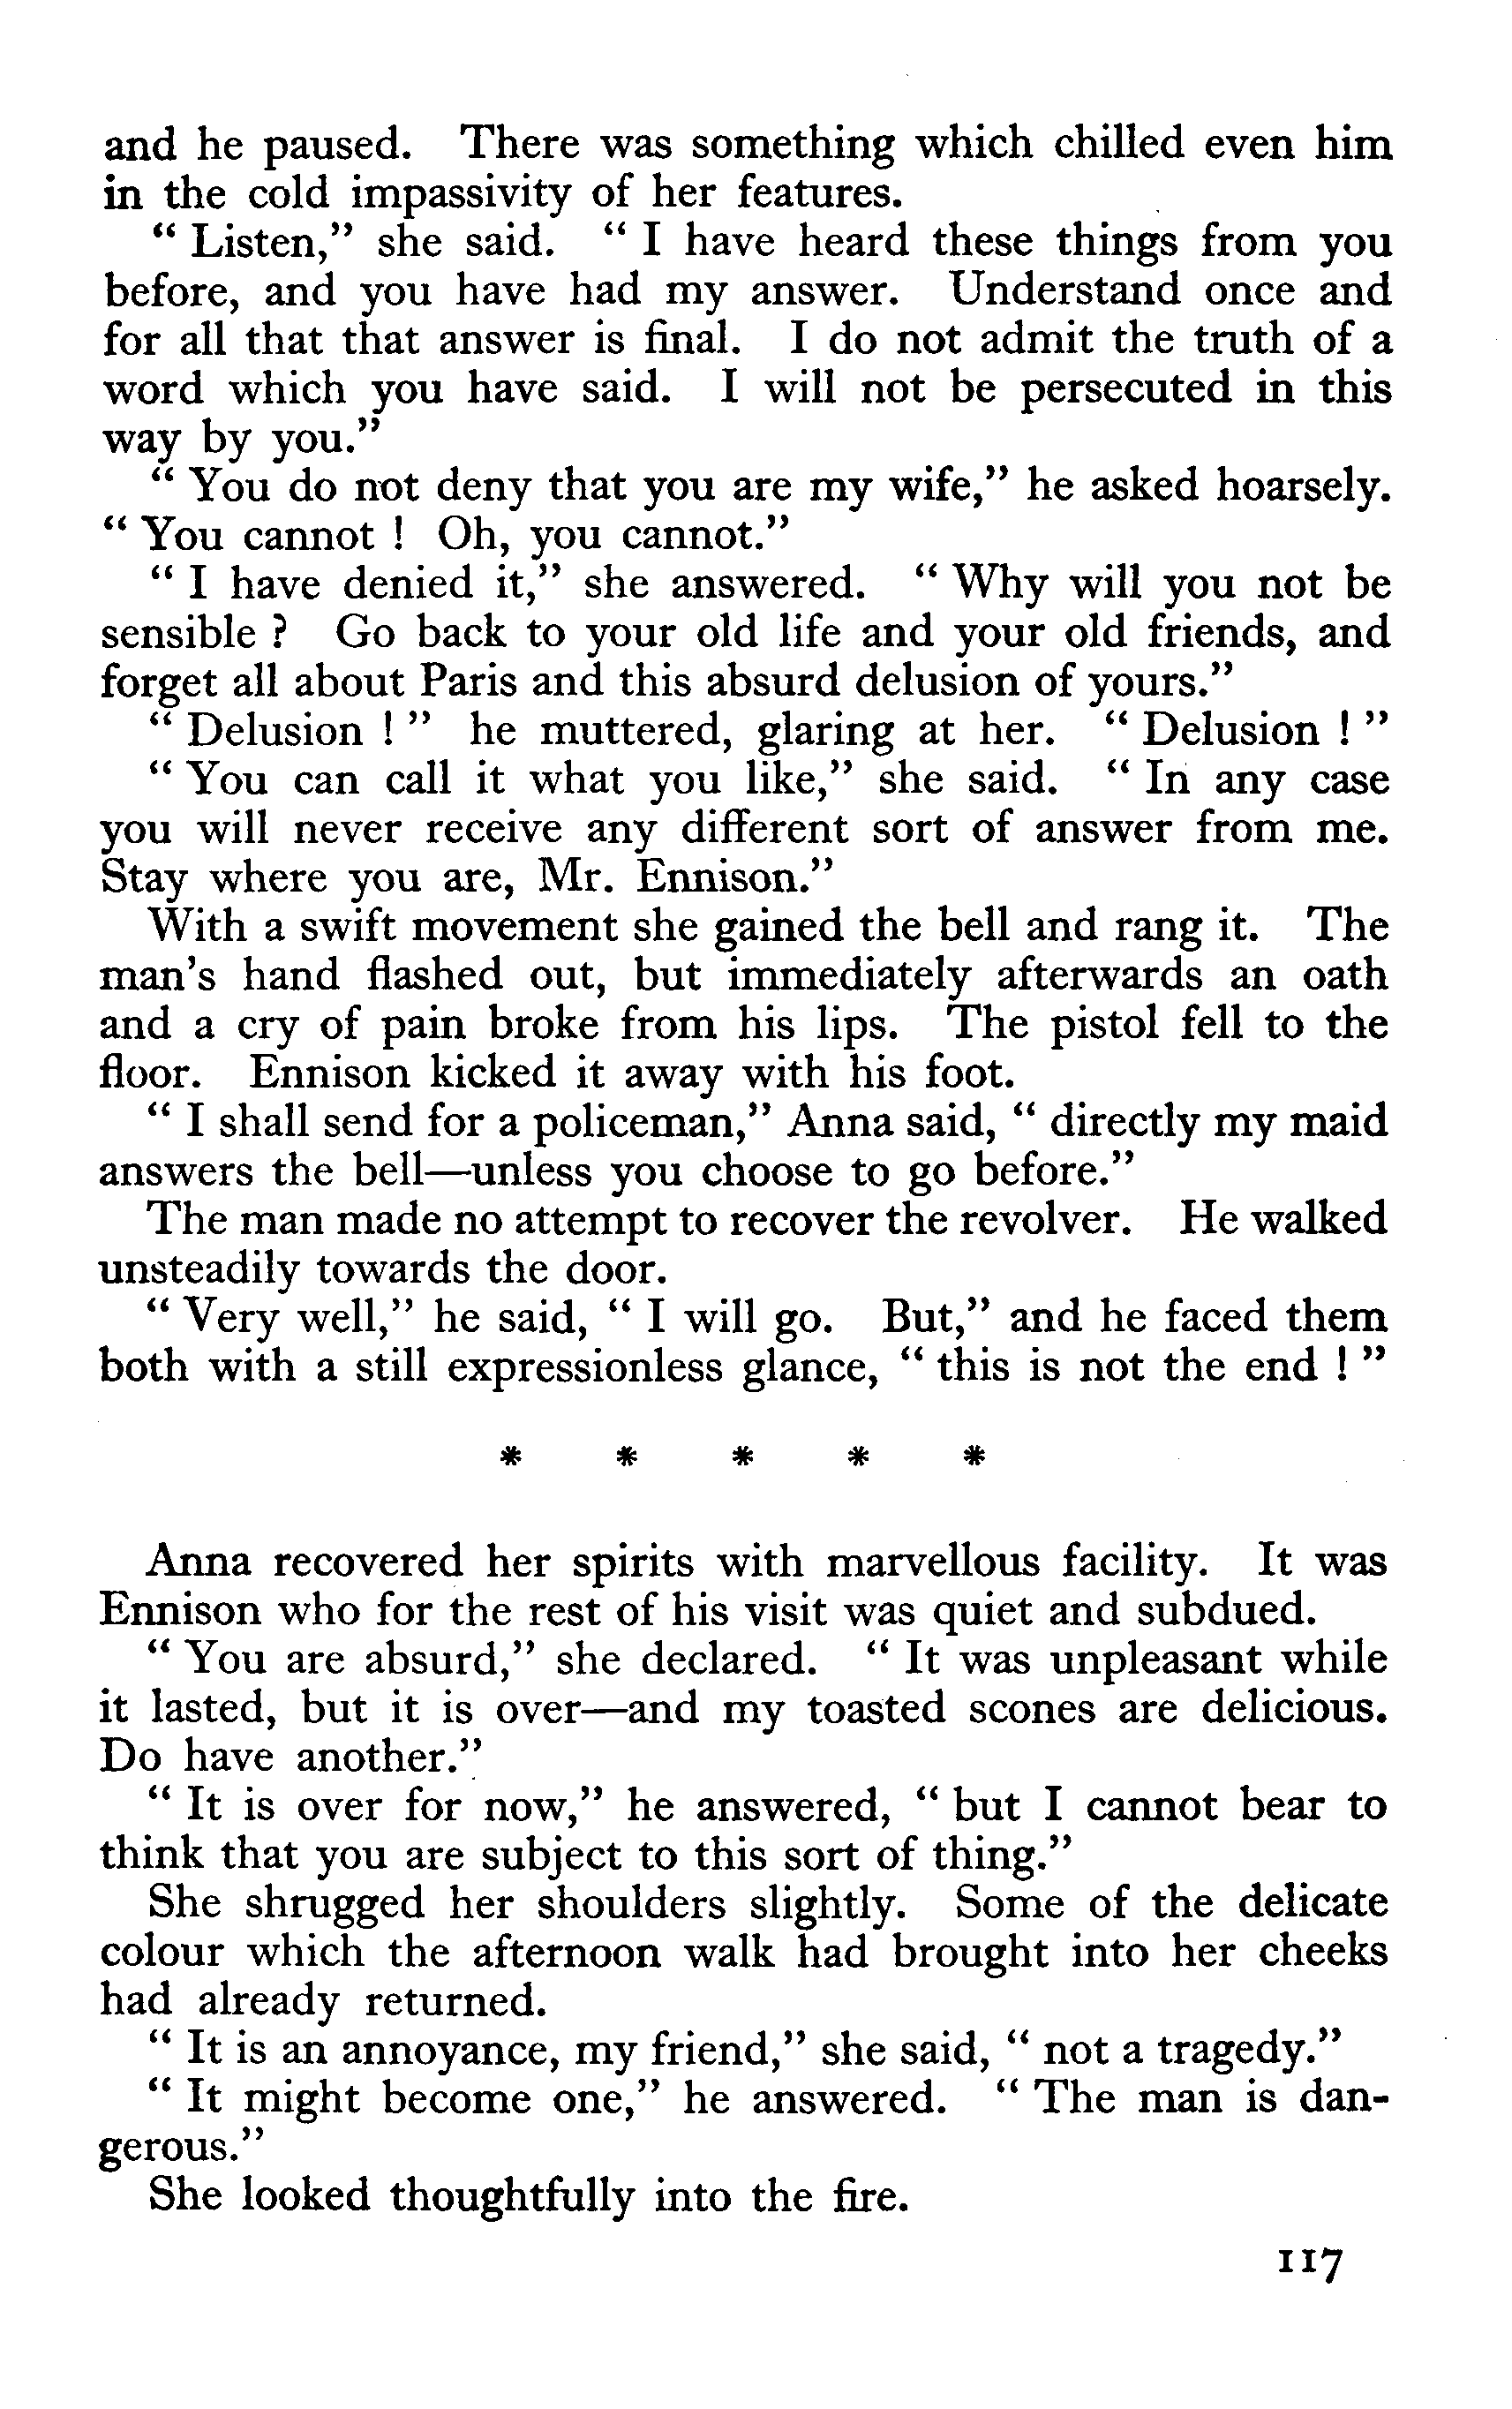 and he paused. There was something which chilled even him
in the cold impassivity of her features.
“ Listen,” she said. “ I have heard these things from you
before, and you have had my answer. Understand once and
for all that that answer is final. I do not admit the truth of a
word which you have said. I will not be persecuted in this
way by you.”
“ You do not deny that you are my wife,” he asked hoarsely.
“ You cannot ! Oh, you cannot.”
“ I have denied it,” she answered. “ Why will you not be
sensible ? Go back to your old life and your old friends, and
forget all about Paris and this absurd delusion of yours.”
“ Delusion ! ” he muttered, glaring at her. “ Delusion ! ”
“ You can call it what you like,” she said. “ In any case
you will never receive any different sort of answer from me.
Stay where you are, Mr. Ennison.”
With a swift movement she gained the bell and rang it. The
man’s hand flashed out, but immediately afterwards an oath
and a cry of pain broke from his lips. The pistol fell to the
floor. Ennison kicked it away with his foot.
“ I shall send for a policeman,” Anna said, “ directly my maid
answers the bell—unless you choose to go before.”
The man made no attempt to recover the revolver. He walked
unsteadily towards the door.
“ Very well,” he said, “ I will go. But,” and he faced them
both with a still expressionless glance, “ this is not the end ! ”
* * * * *
Anna recovered her spirits with marvellous facility. It was
Ennison who for the rest of his visit was quiet and subdued.
“ You are absurd,” she declared. “ It was unpleasant while
it lasted, but it is over—and my toasted scones are delicious.
Do have another.”
“ It is over for now,” he answered, “ but I cannot bear to
think that you are subject to this sort of thing.”
She shrugged her shoulders slightly. Some of the delicate
colour which the afternoon walk had brought into her cheeks
had already returned.
“ It is an annoyance, my friend,” she said, “ not a tragedy.”
“ It might become one,” he answered. “ The man is dan-
gerous.”
She looked thoughtfully into the fire.
117